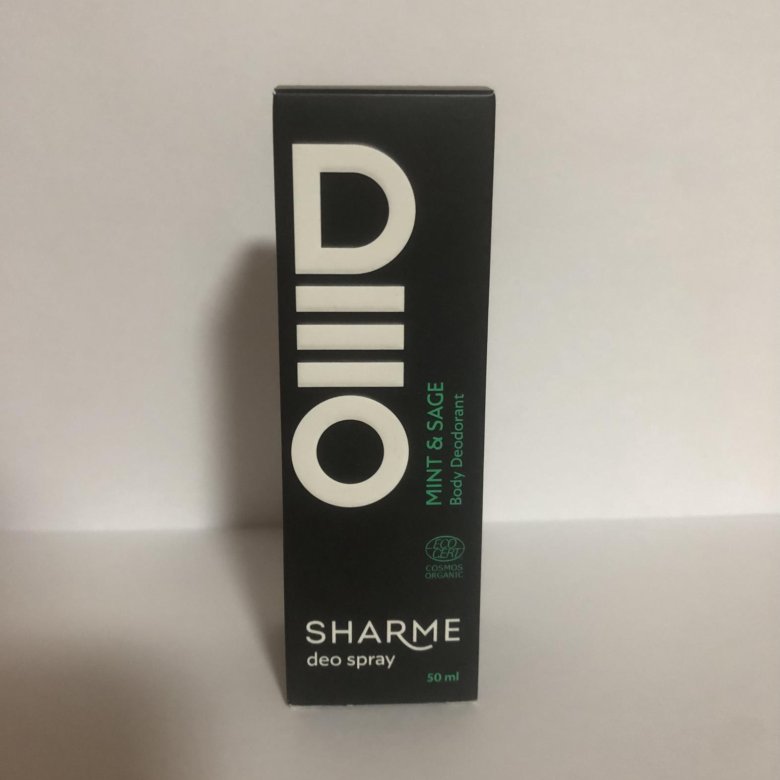 DEO
MINT & SAGE
Body Deodorant
ECO
CERT
COSMOS
ORGANIC
SHARME
deo spray
50 ml